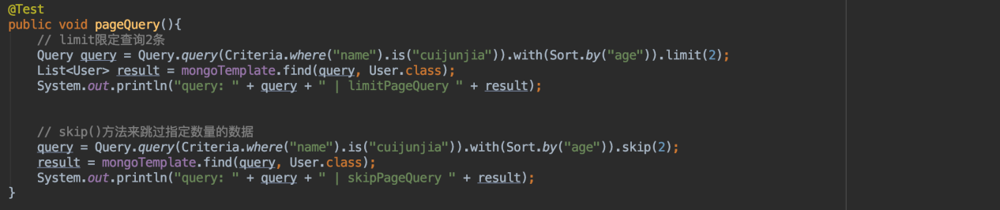 @Test
public void pageQuery(){
// limit限定查询2条
Query query = Query.query(Criteria.where("name").is("cuijunjia")).with(Sort.by("age")).limit(2);
List<User> result = mongoTemplate.find(query, User.class);
System.out.println("query: " + query + " | limitPageQuery " + result);
// skip()方法来跳过指定数量的数据
query = Query.query(Criteria.where("name").is("cuijunjia")).with(Sort.by("age")).skip(2);
result = mongoTemplate.find(query, User.class);
System.out.println("query: " + query + " | skipPageQuery " + result);
}